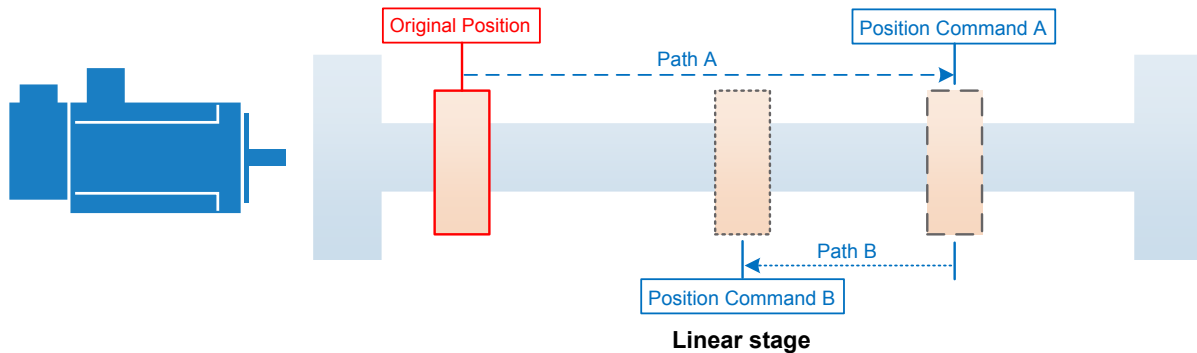 Original Position
Position Command A
Path A
Path B
Position Command B
Linear stage